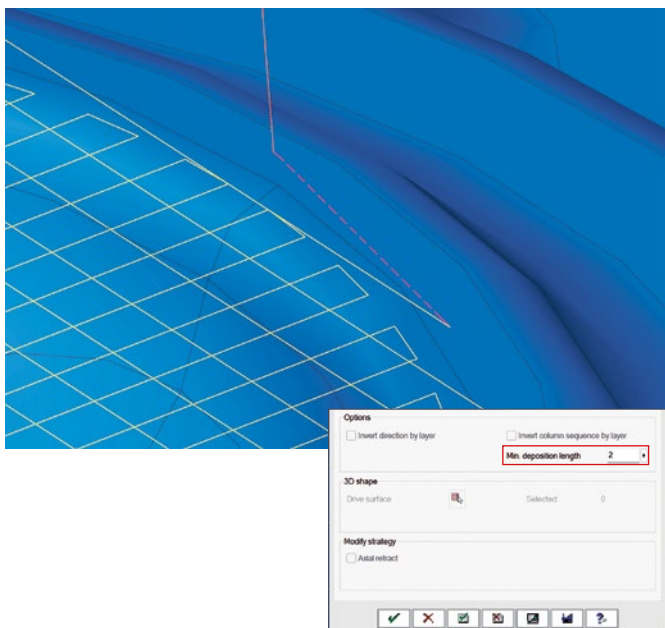 Options
Invert direction by layer Invert column sequence by layer
Min. deposition length 2
3D shape
Drive surface Selected 0
Modify strategy
Axial retract